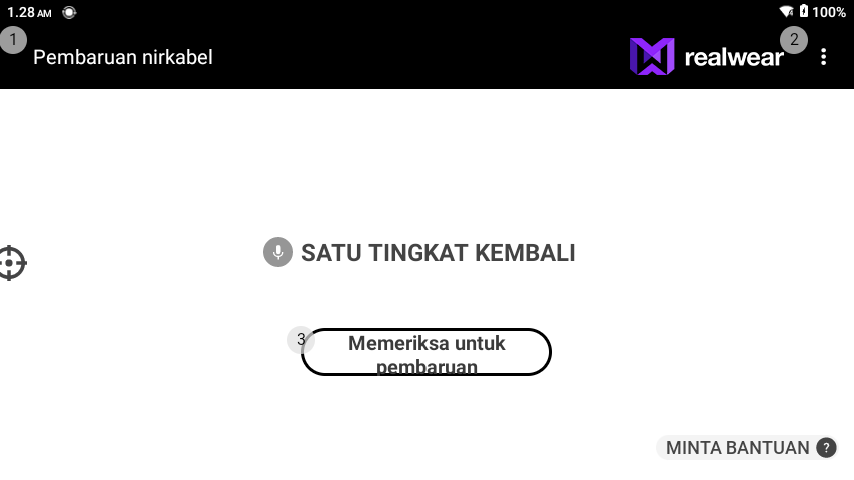 1.28 AM
100%
1
2
Pembaruan nirkabel
realwear
SATU TINGKAT KEMBALI
3
Memeriksa untuk
pembaruan
MINTA BANTUAN ?